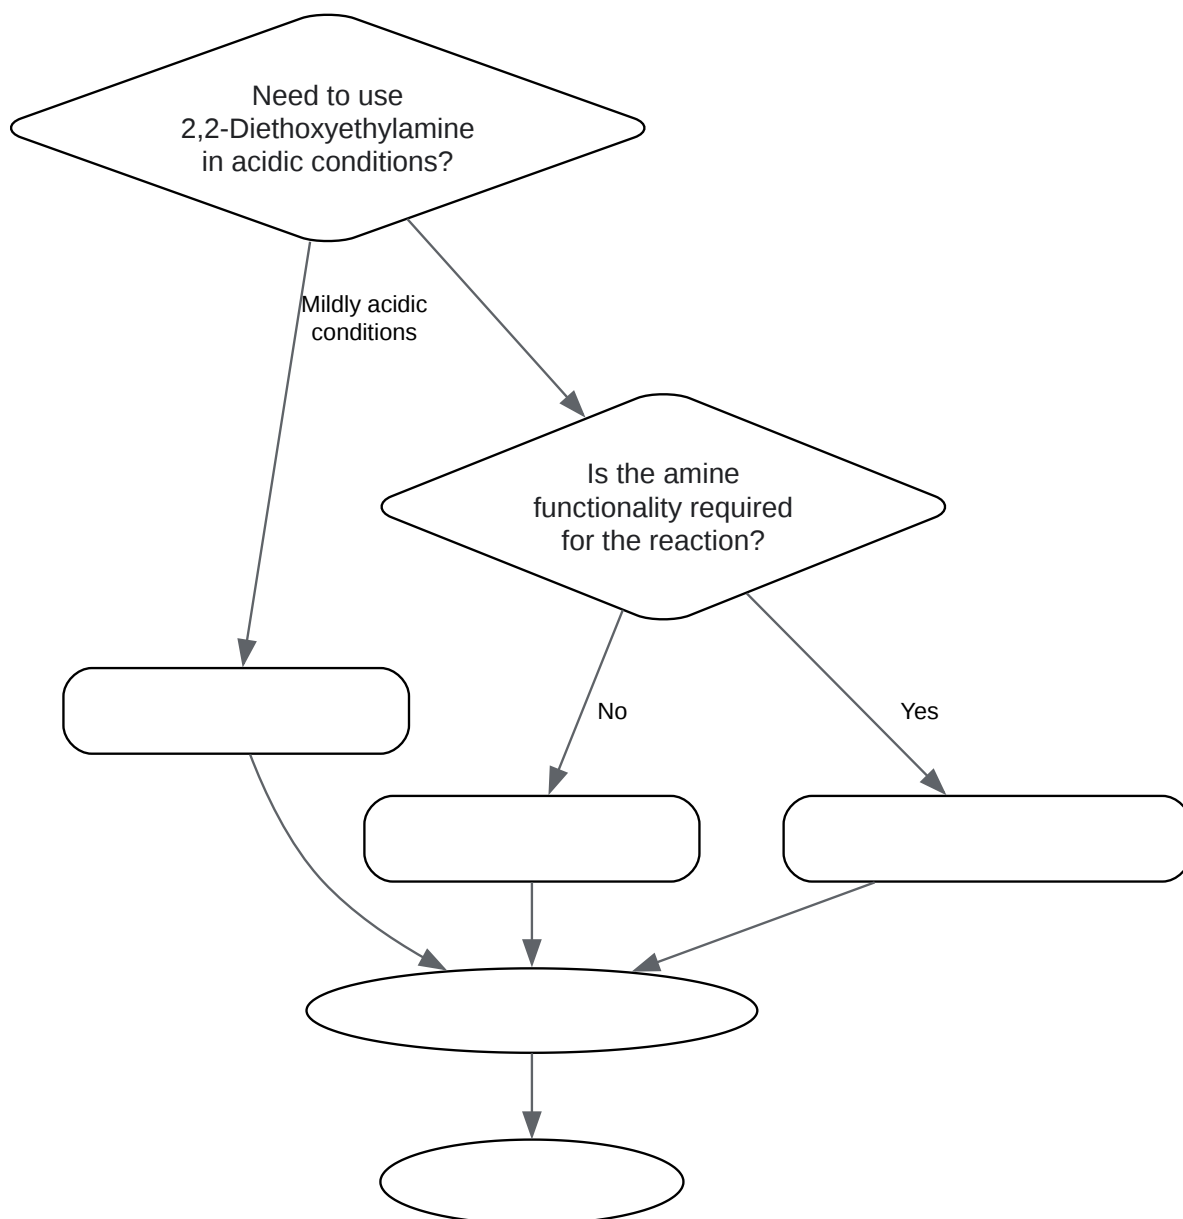 Need to use
2,2-Diethoxyethylamine
in acidic conditions?
Mildly acidic
conditions
Is the amine
functionality required
for the reaction?
No
Yes